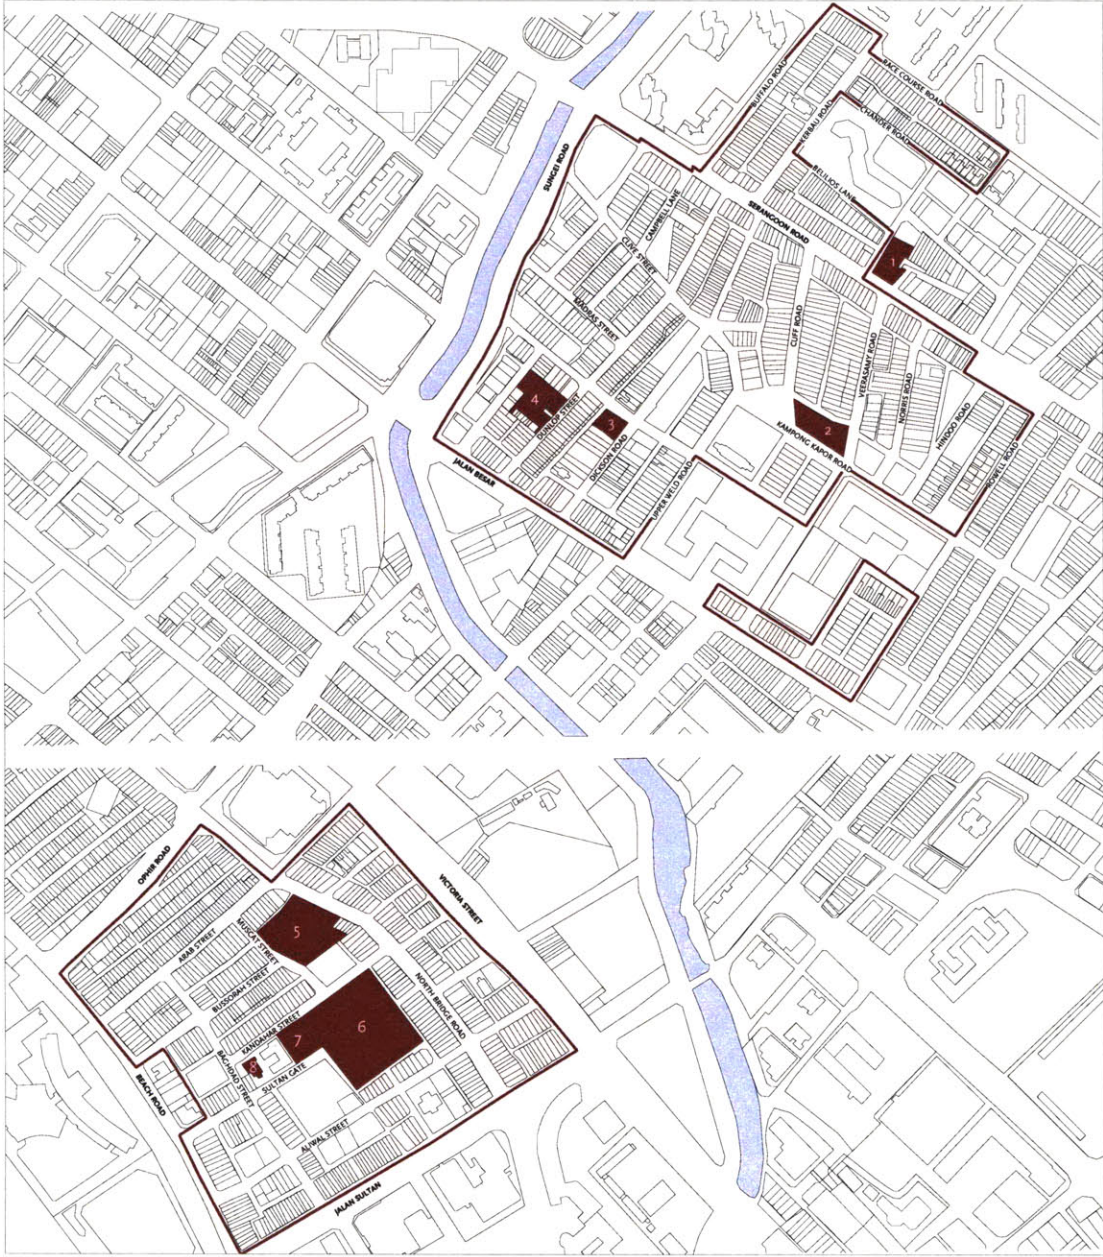 BUFFALO ROAD
RACE COURSE ROAD
KERBAU ROAD
CHANDER ROAD
SUNGEI ROAD
BELILIOS LANE
CAMPBELL LANE
SERANGOON ROAD
CLIVE STREET
1
MADRAS STREET
CUFF ROAD
VEERASAMY ROAD
NORRIS ROAD
4
DUNLOP STREET
3
2
HINDOO ROAD
DICKSON ROAD
KAMPONG KAPOR ROAD
JALAN BESAR
UPPER WELD ROAD
ROWELL ROAD
OPHIR ROAD
VICTORIA STREET
MUSCAT STREET
5
ARAB STREET
BUSSORAH STREET
NORTH BRIDGE ROAD
KANDAHAR STREET
6
7
BAGHDAD STREET
8
SULTAN GATE
BEACH ROAD
ALIWAL STREET
JALAN SULTAN